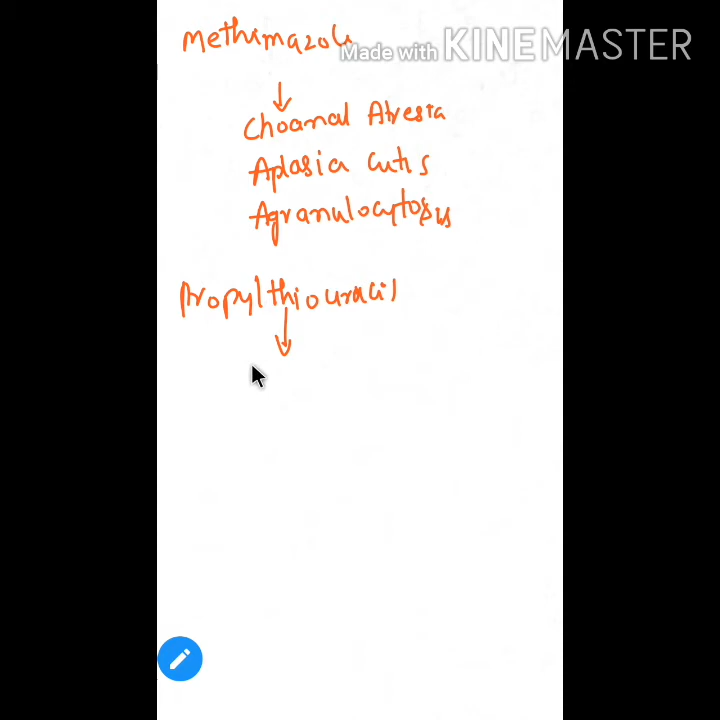 Methimazole
Made with KINEMASTER
Choanal Atresia
Aplasia Cutis
Agranulocytosis
Propylthiouracil